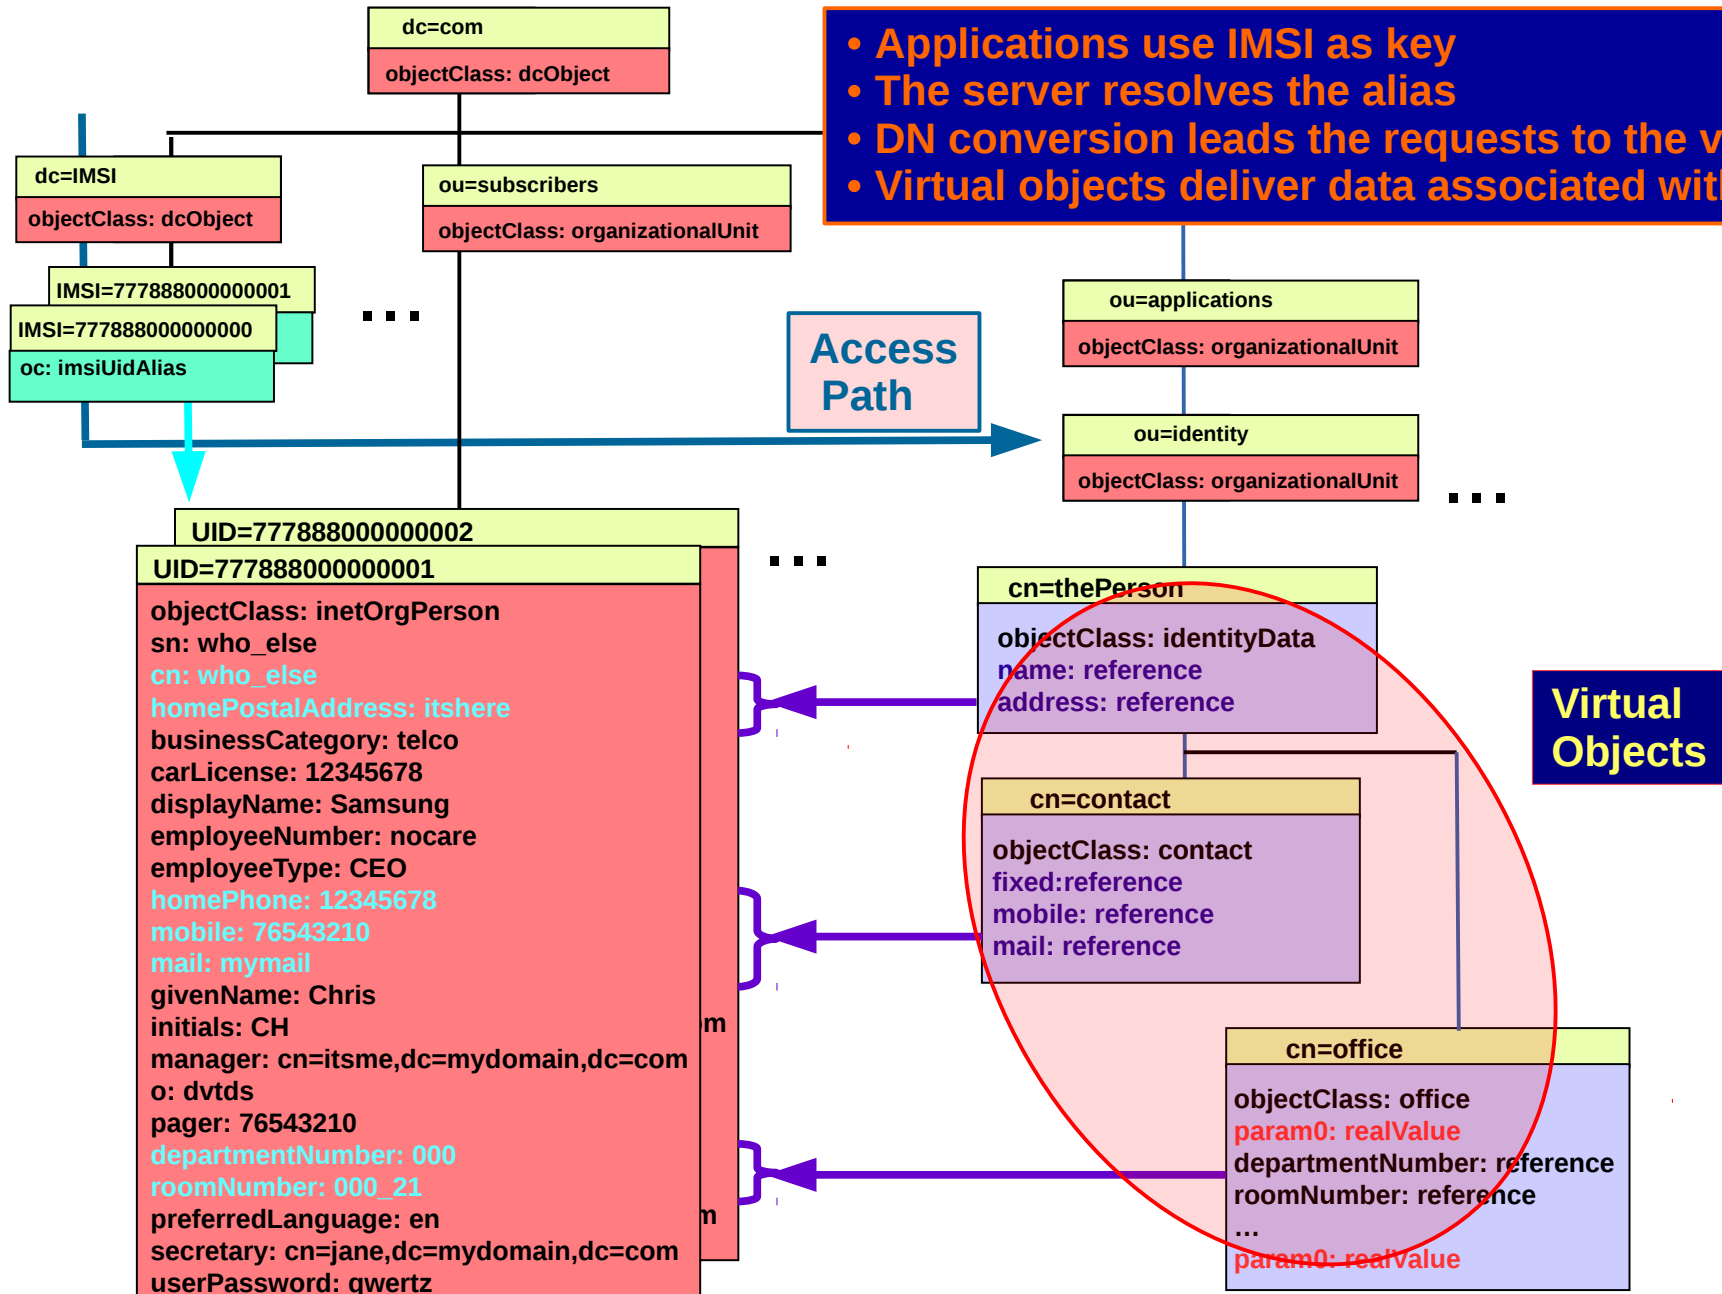 dc=com
objectClass: dcObject
• Applications use IMSI as key
• The server resolves the alias
• DN conversion leads the requests to the v
• Virtual objects deliver data associated with
dc=IMSI
objectClass: dcObject
ou=subscribers
objectClass: organizationalUnit
IMSI=777888000000001
IMSI=777888000000000
oc: imsiUidAlias
...
Access
Path
ou=applications
objectClass: organizationalUnit
ou=identity
objectClass: organizationalUnit
...
UID=777888000000002
UID=777888000000001
...
objectClass: inetOrgPerson
sn: who_else
cn: who_else
homePostalAddress: itshere
businessCategory: telco
carLicense: 12345678
displayName: Samsung
employeeNumber: nocare
employeeType: CEO
homePhone: 12345678
mobile: 76543210
mail: mymail
givenName: Chris
initials: CH
manager: cn=itsme,dc=mydomain,dc=com
o: dvtds
pager: 76543210
departmentNumber: 000
roomNumber: 000_21
preferredLanguage: en
secretary: cn=jane,dc=mydomain,dc=com
userPassword: qwertz
om
m
cn=thePerson
objectClass: identityData
name: reference
address: reference
Virtual
Objects
cn=contact
objectClass: contact
fixed:reference
mobile: reference
mail: reference
cn=office
objectClass: office
param0: realValue
departmentNumber: reference
roomNumber: reference
...
param0: realValue